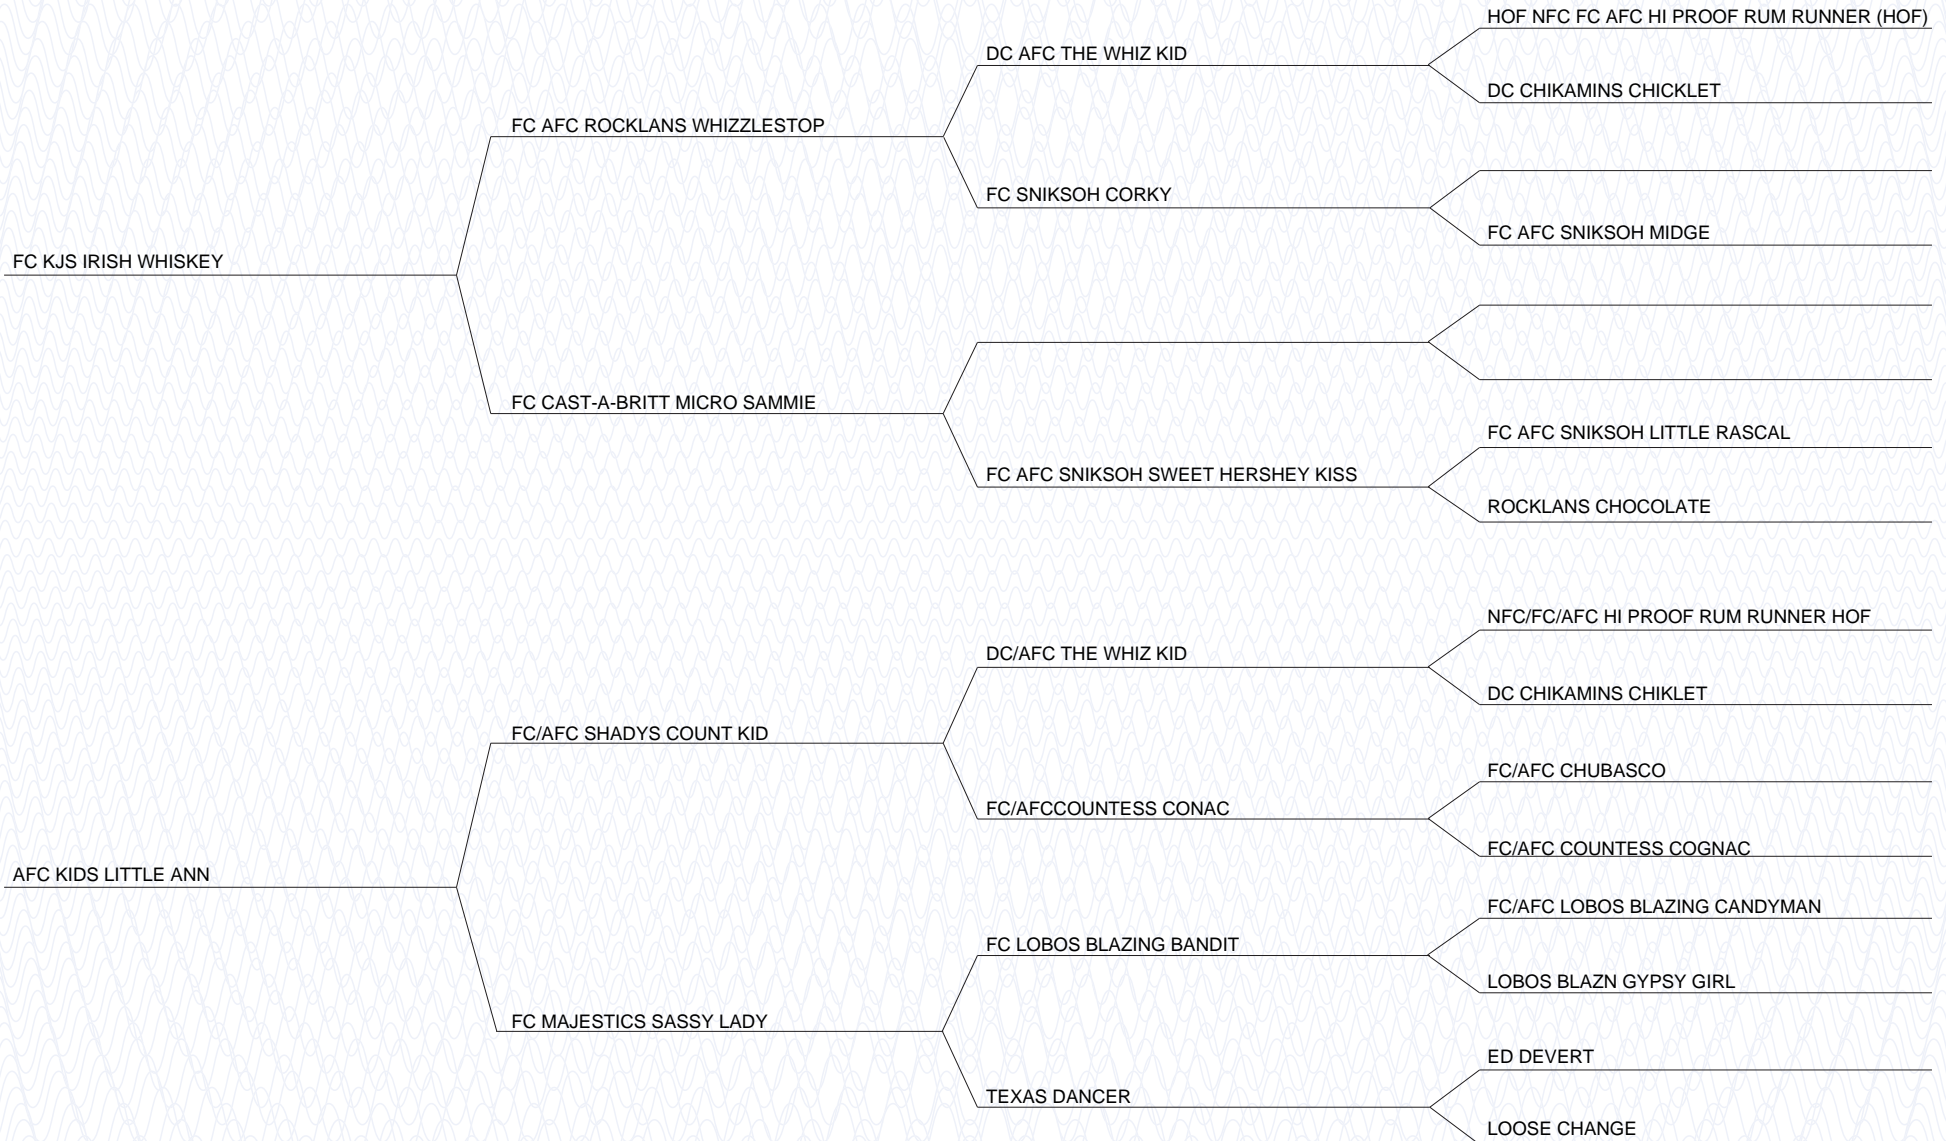 HOF NFC FC AFC HI PROOF RUM RUNNER (HOF)
DC AFC THE WHIZ KID
DC CHIKAMINS CHICKLET
FC AFC ROCKLANS WHIZZLESTOP
FC SNIKSOH CORKY
FC AFC SNIKSOH MIDGE
FC KJS IRISH WHISKEY
FC CAST-A-BRITT MICRO SAMMIE
FC AFC SNIKSOH LITTLE RASCAL
FC AFC SNIKSOH SWEET HERSHEY KISS
ROCKLANS CHOCOLATE
NFC/FC/AFC HI PROOF RUM RUNNER HOF
DC/AFC THE WHIZ KID
DC CHIKAMINS CHIKLET
FC/AFC SHADYS COUNT KID
FC/AFC CHUBASCO
FC/AFCCOUNTESS CONAC
FC/AFC COUNTESS COGNAC
AFC KIDS LITTLE ANN
FC/AFC LOBOS BLAZING CANDYMAN
FC LOBOS BLAZING BANDIT
LOBOS BLAZN GYPSY GIRL
FC MAJESTICS SASSY LADY
ED DEVERT
TEXAS DANCER
LOOSE CHANGE